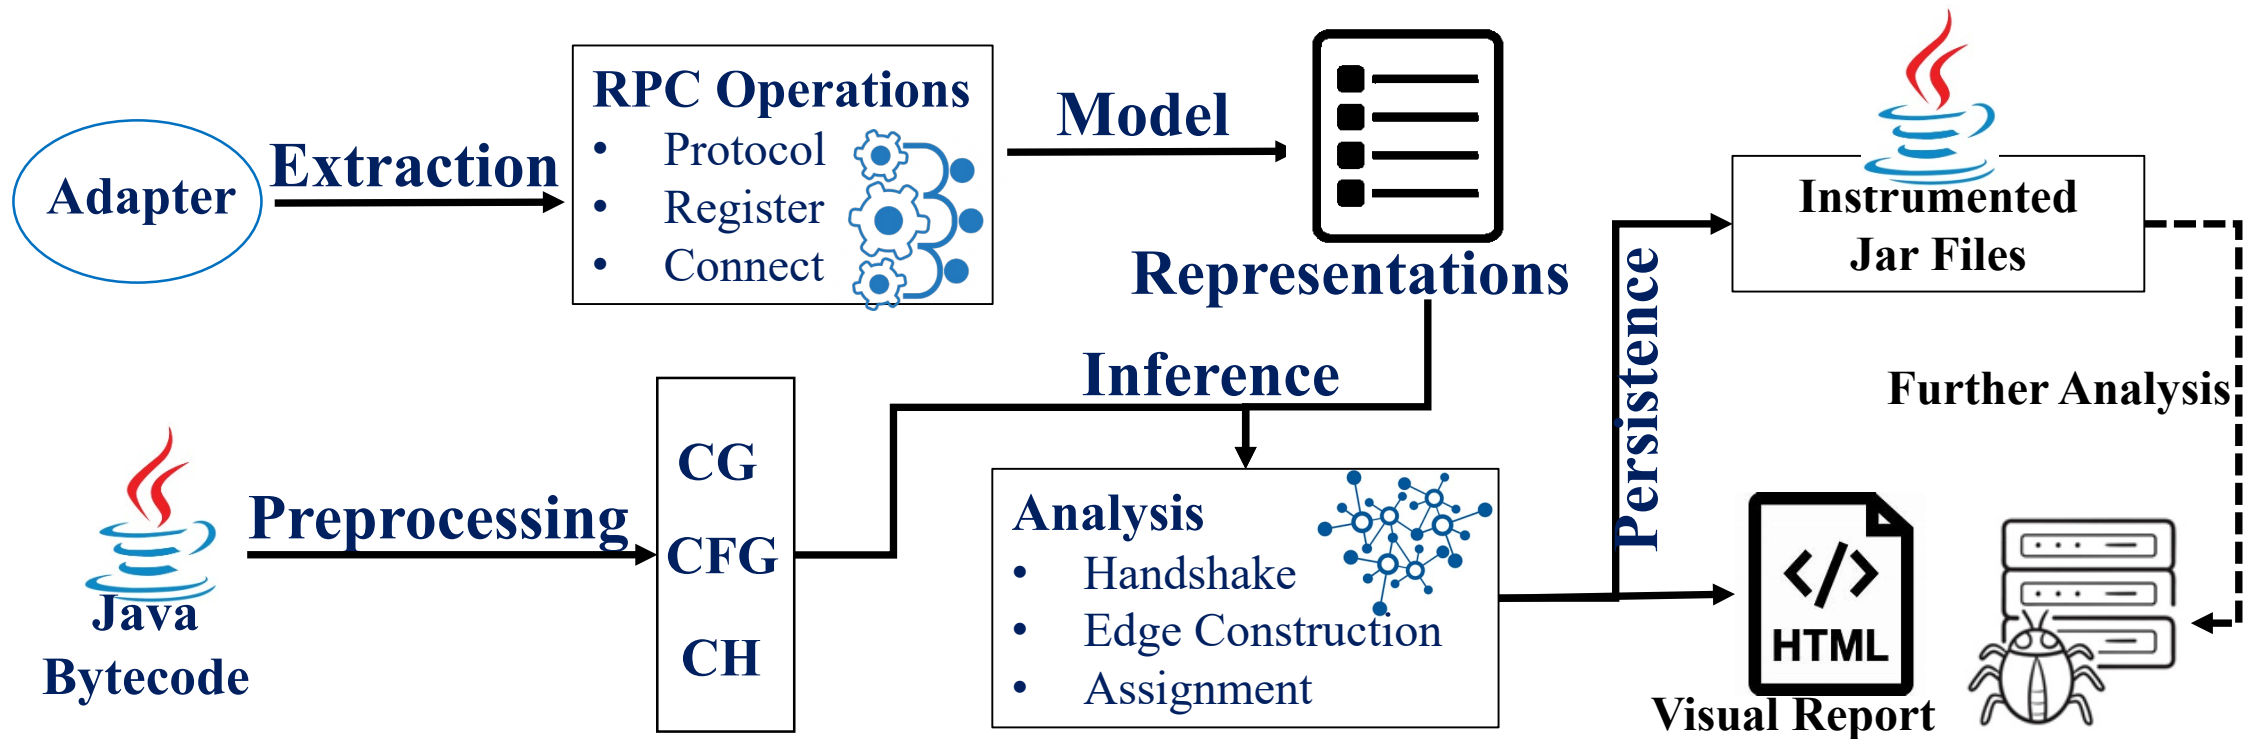 Adapter
Extraction
RPC Operations
• Protocol
• Register
• Connect
Model
Representations
Inference
Java
Bytecode
Preprocessing
CG
CFG
CH
Analysis
• Handshake
• Edge Construction
• Assignment
Persistence
Instrumented
Jar Files
Further Analysis
HTML
Visual Report